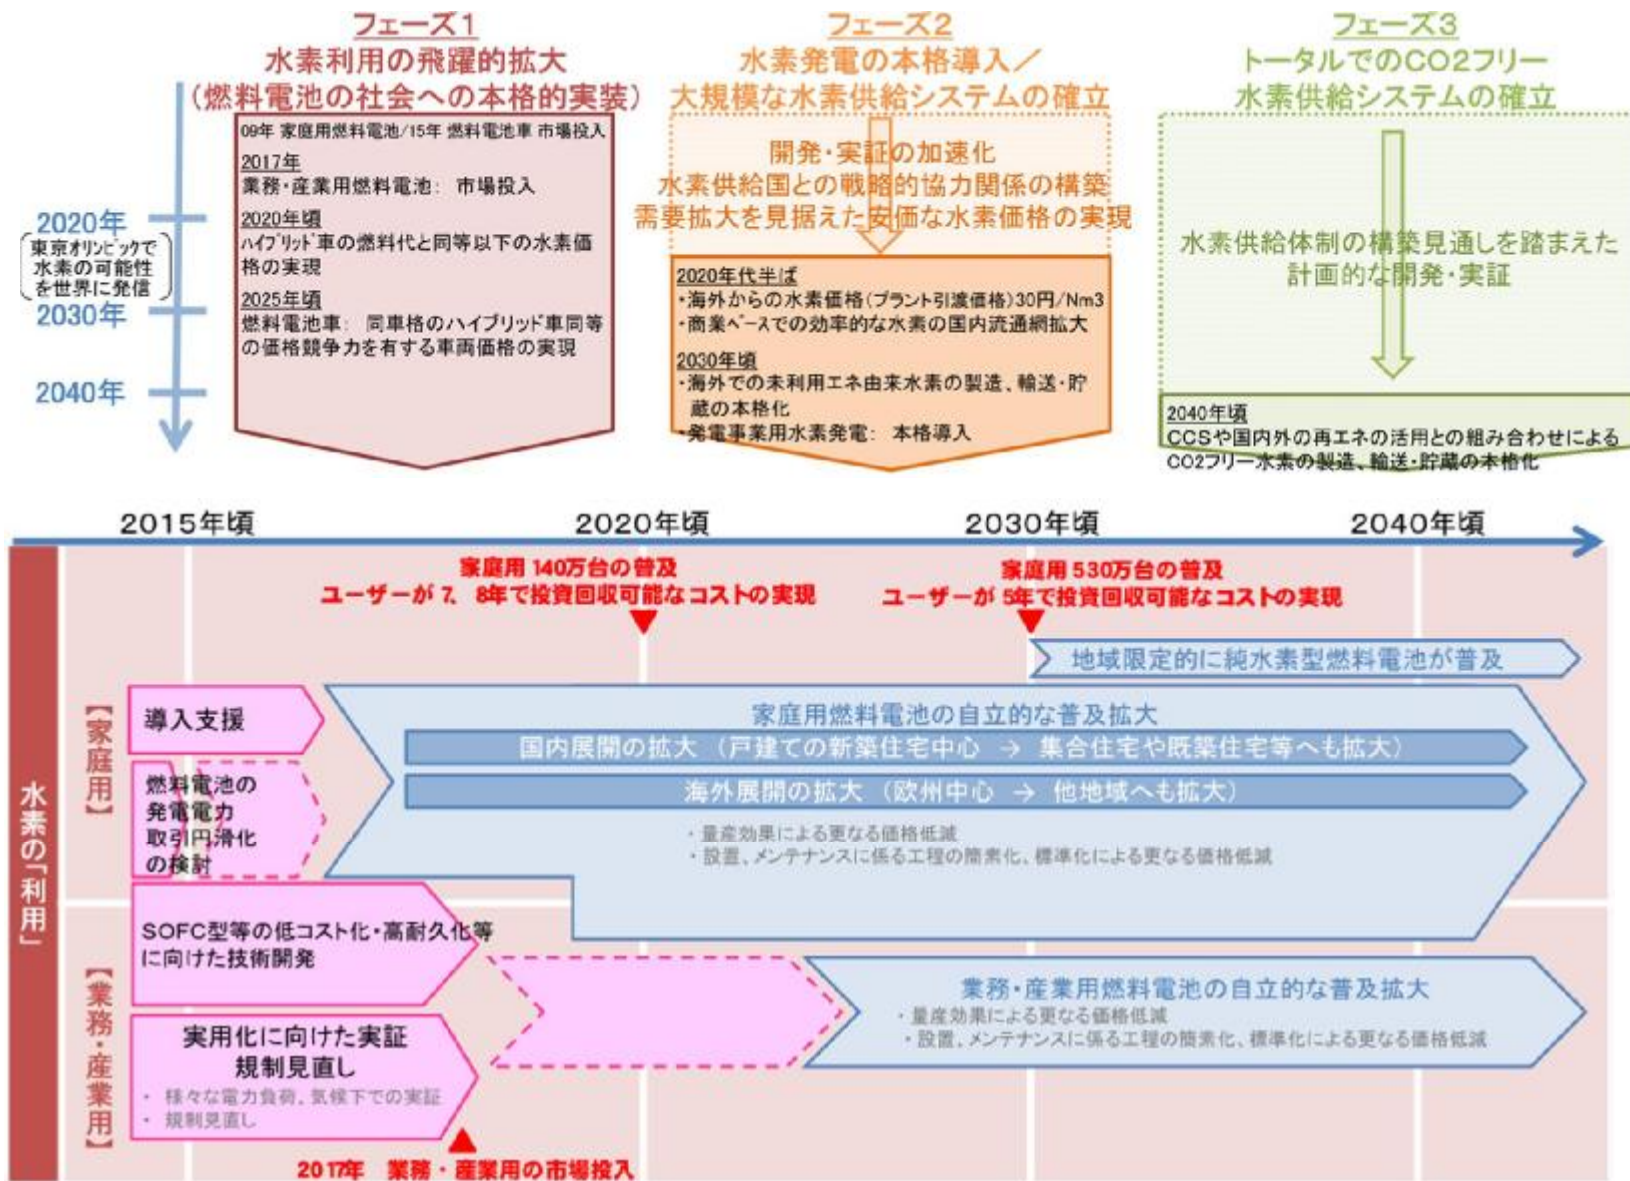 フェーズ1
水素利用の飛躍的拡大
(燃料電池の社会への本格的実装)
09年 家庭用燃料電池/15年 燃料電池車 市場投入
2017年
業務・産業用燃料電池: 市場投入
2020年頃
ハイブリッド車の燃料代と同等以下の水素価
格の実現
2025年頃
燃料電池車: 同車格のハイブリッド車同等
の価格競争力を有する車両価格の実現
2020年
東京オリンピックで
水素の可能性
を世界に発信
2030年
2040年
フェーズ2
水素発電の本格導入/
大規模な水素供給システムの確立
開発・実証の加速化
水素供給国との戦略的協力関係の構築
需要拡大を見据えた安価な水素価格の実現
2020年代半ば
・海外からの水素価格(プラント引渡価格)30円/Nm3
・商業ベースでの効率的な水素の国内流通網拡大
2030年頃
・海外での未利用エネ由来水素の製造、輸送・貯
蔵の本格化
・発電事業用水素発電: 本格導入
フェーズ3
トータルでのCO2フリー
水素供給システムの確立
水素供給体制の構築見通しを踏まえた
計画的な開発・実証
2040年頃
CCSや国内外の再エネの活用との組み合わせによる
CO2フリー水素の製造、輸送・貯蔵の本格化
2015年頃
2020年頃
2030年頃
2040年頃
家庭用 140万台の普及
ユーザーが 7、8年で投資回収可能なコストの実現
家庭用 530万台の普及
ユーザーが 5年で投資回収可能なコストの実現
地域限定的に純水素型燃料電池が普及
水素の「利用」
【家庭用】
導入支援
燃料電池の
発電電力
取引円滑化
の検討
家庭用燃料電池の自立的な普及拡大
国内展開の拡大 (戸建ての新築住宅中心 → 集合住宅や既築住宅等へも拡大)
海外展開の拡大 (欧州中心 → 他地域へも拡大)
・量産効果による更なる価格低減
・設置、メンテナンスに係る工程の簡素化、標準化による更なる価格低減
【業務・産業用】
SOFC型等の低コスト化・高耐久化等
に向けた技術開発
実用化に向けた実証
規制見直し
・ 様々な電力負荷、気候下での実証
・ 規制見直し
業務・産業用燃料電池の自立的な普及拡大
・量産効果による更なる価格低減
・設置、メンテナンスに係る工程の簡素化、標準化による更なる価格低減
2017年 業務・産業用の市場投入